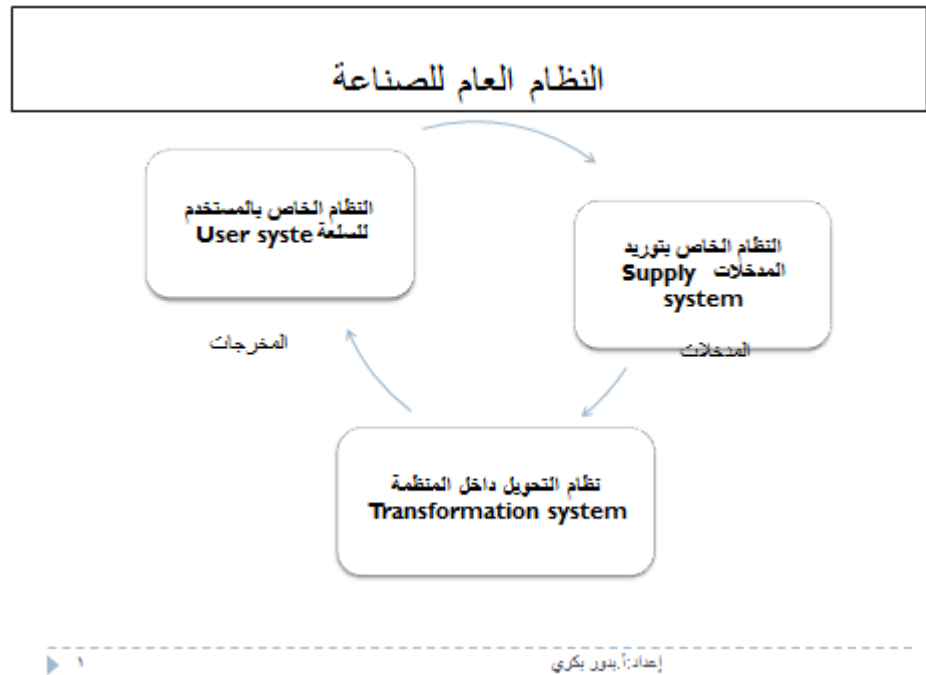 النظام العام للصناعة
النظام الخاص بالمستخدم
للسلعة User syste
النظام الخاص بتوريد
المدخلات Supply
system
المخرجات
المدخلات
نظام التحويل داخل المنظمة
Transformation system
إعداد:أ.بدور بكري
١